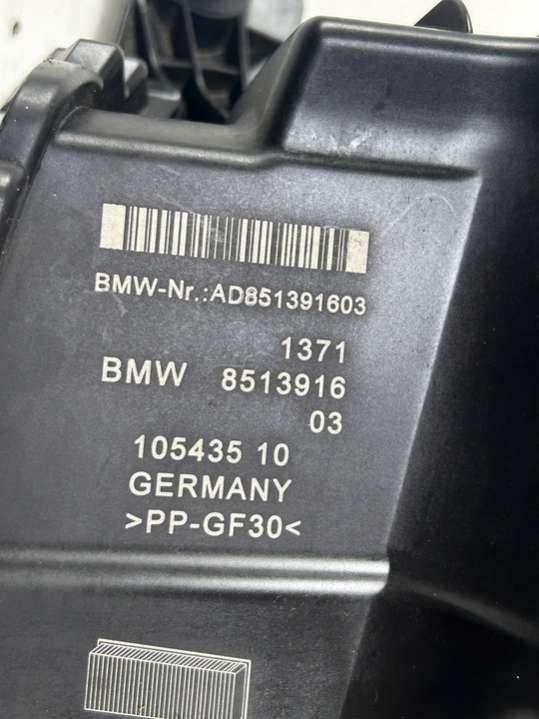 BMW-Nr.:AD851391603
1371
BMW 8513916
03
105435 10
GERMANY
>PP-GF30<